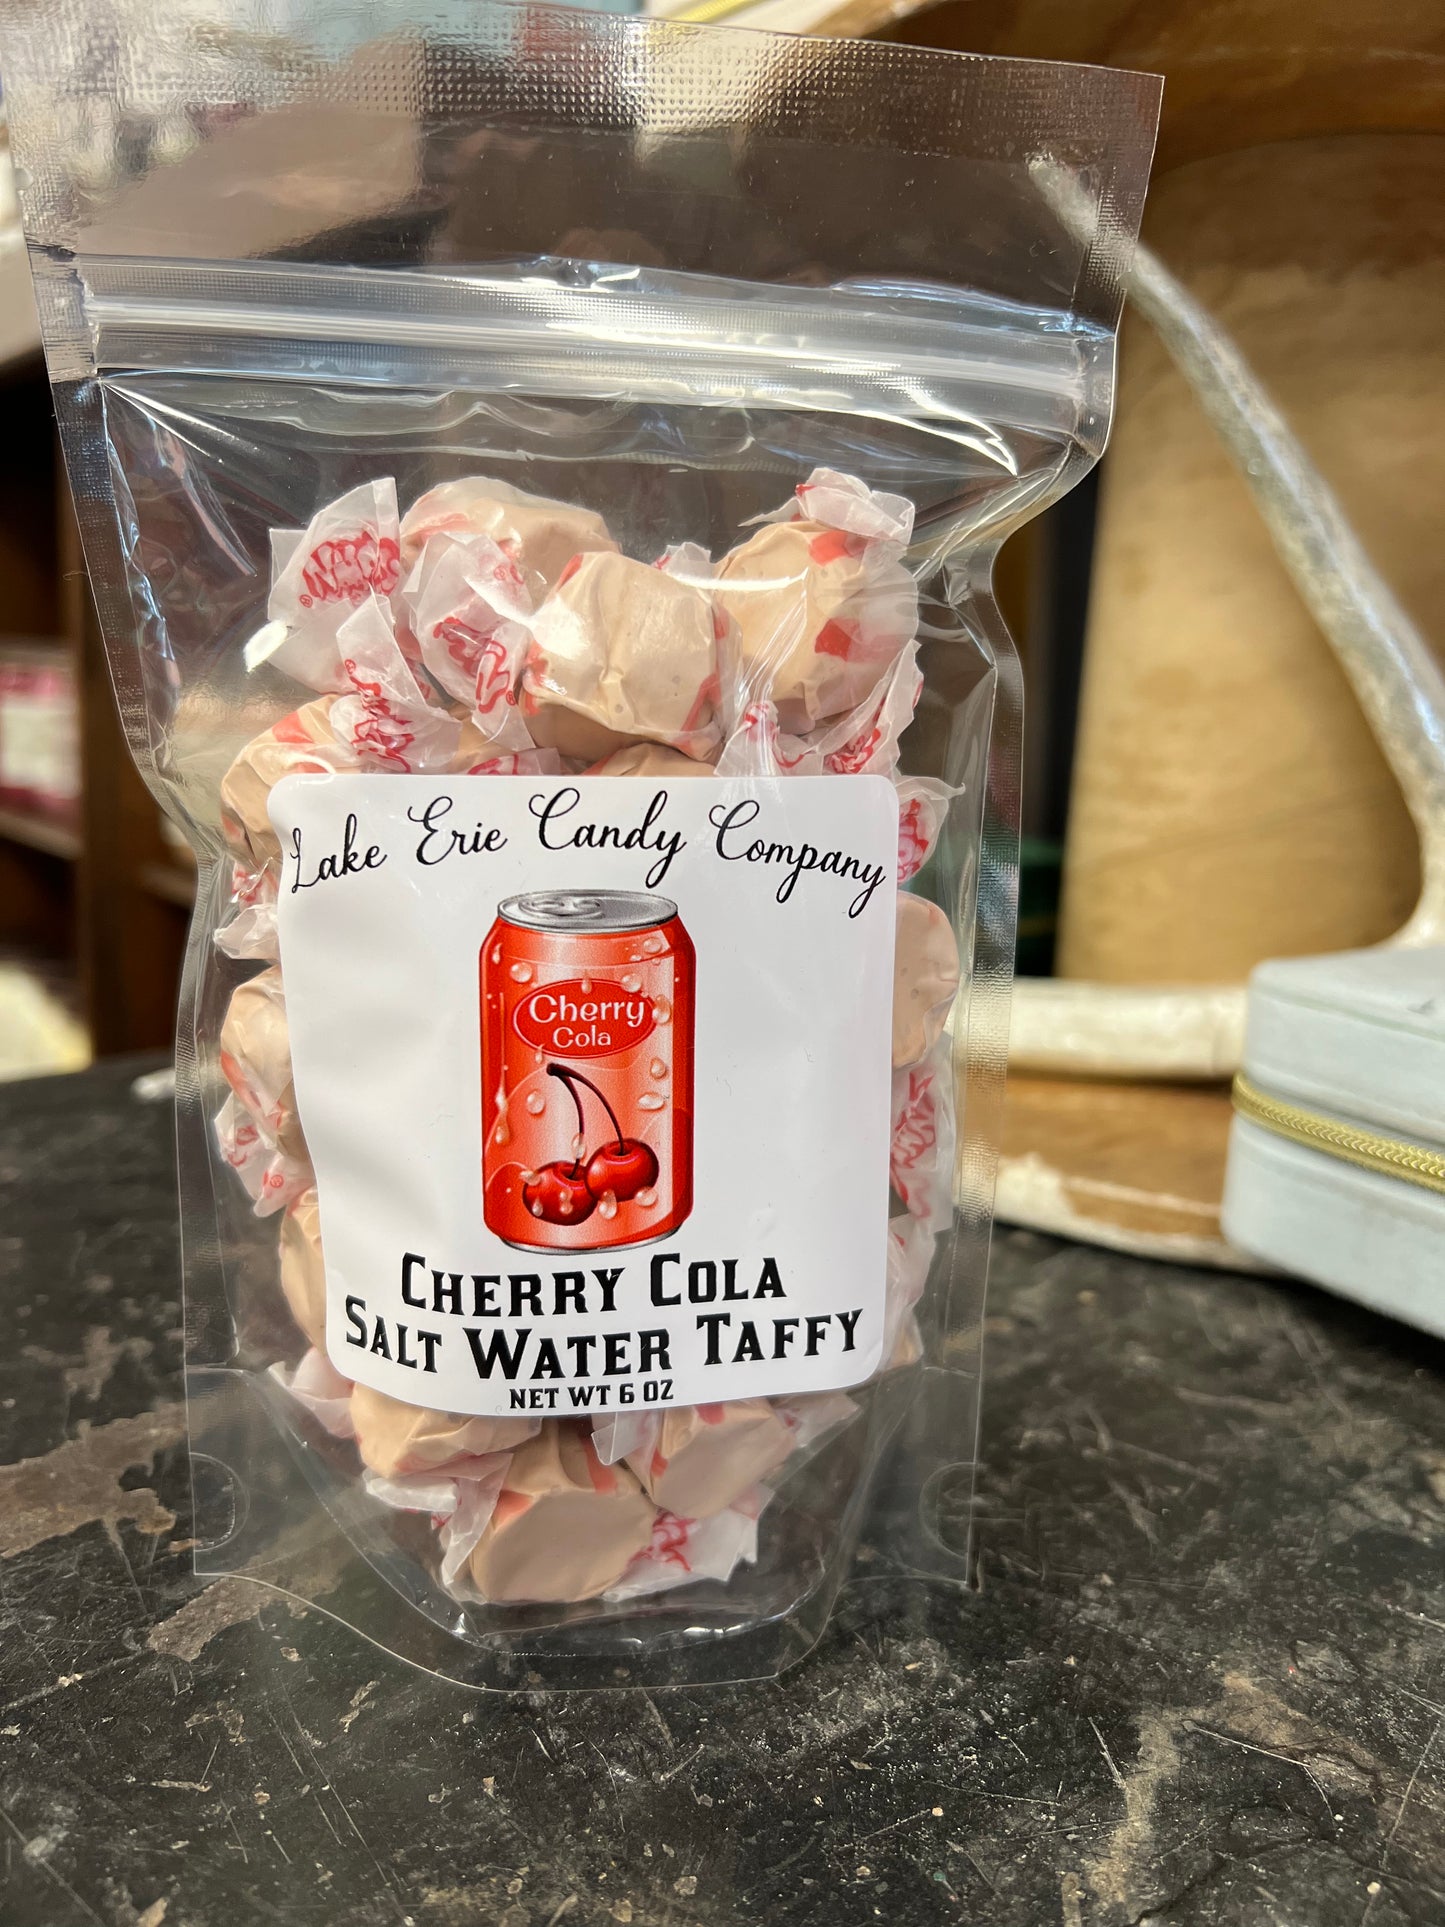 Lake Erie Candy Company
Cherry
Cola
Cherry Cola
Salt Water Taffy
NET WT 6 OZ